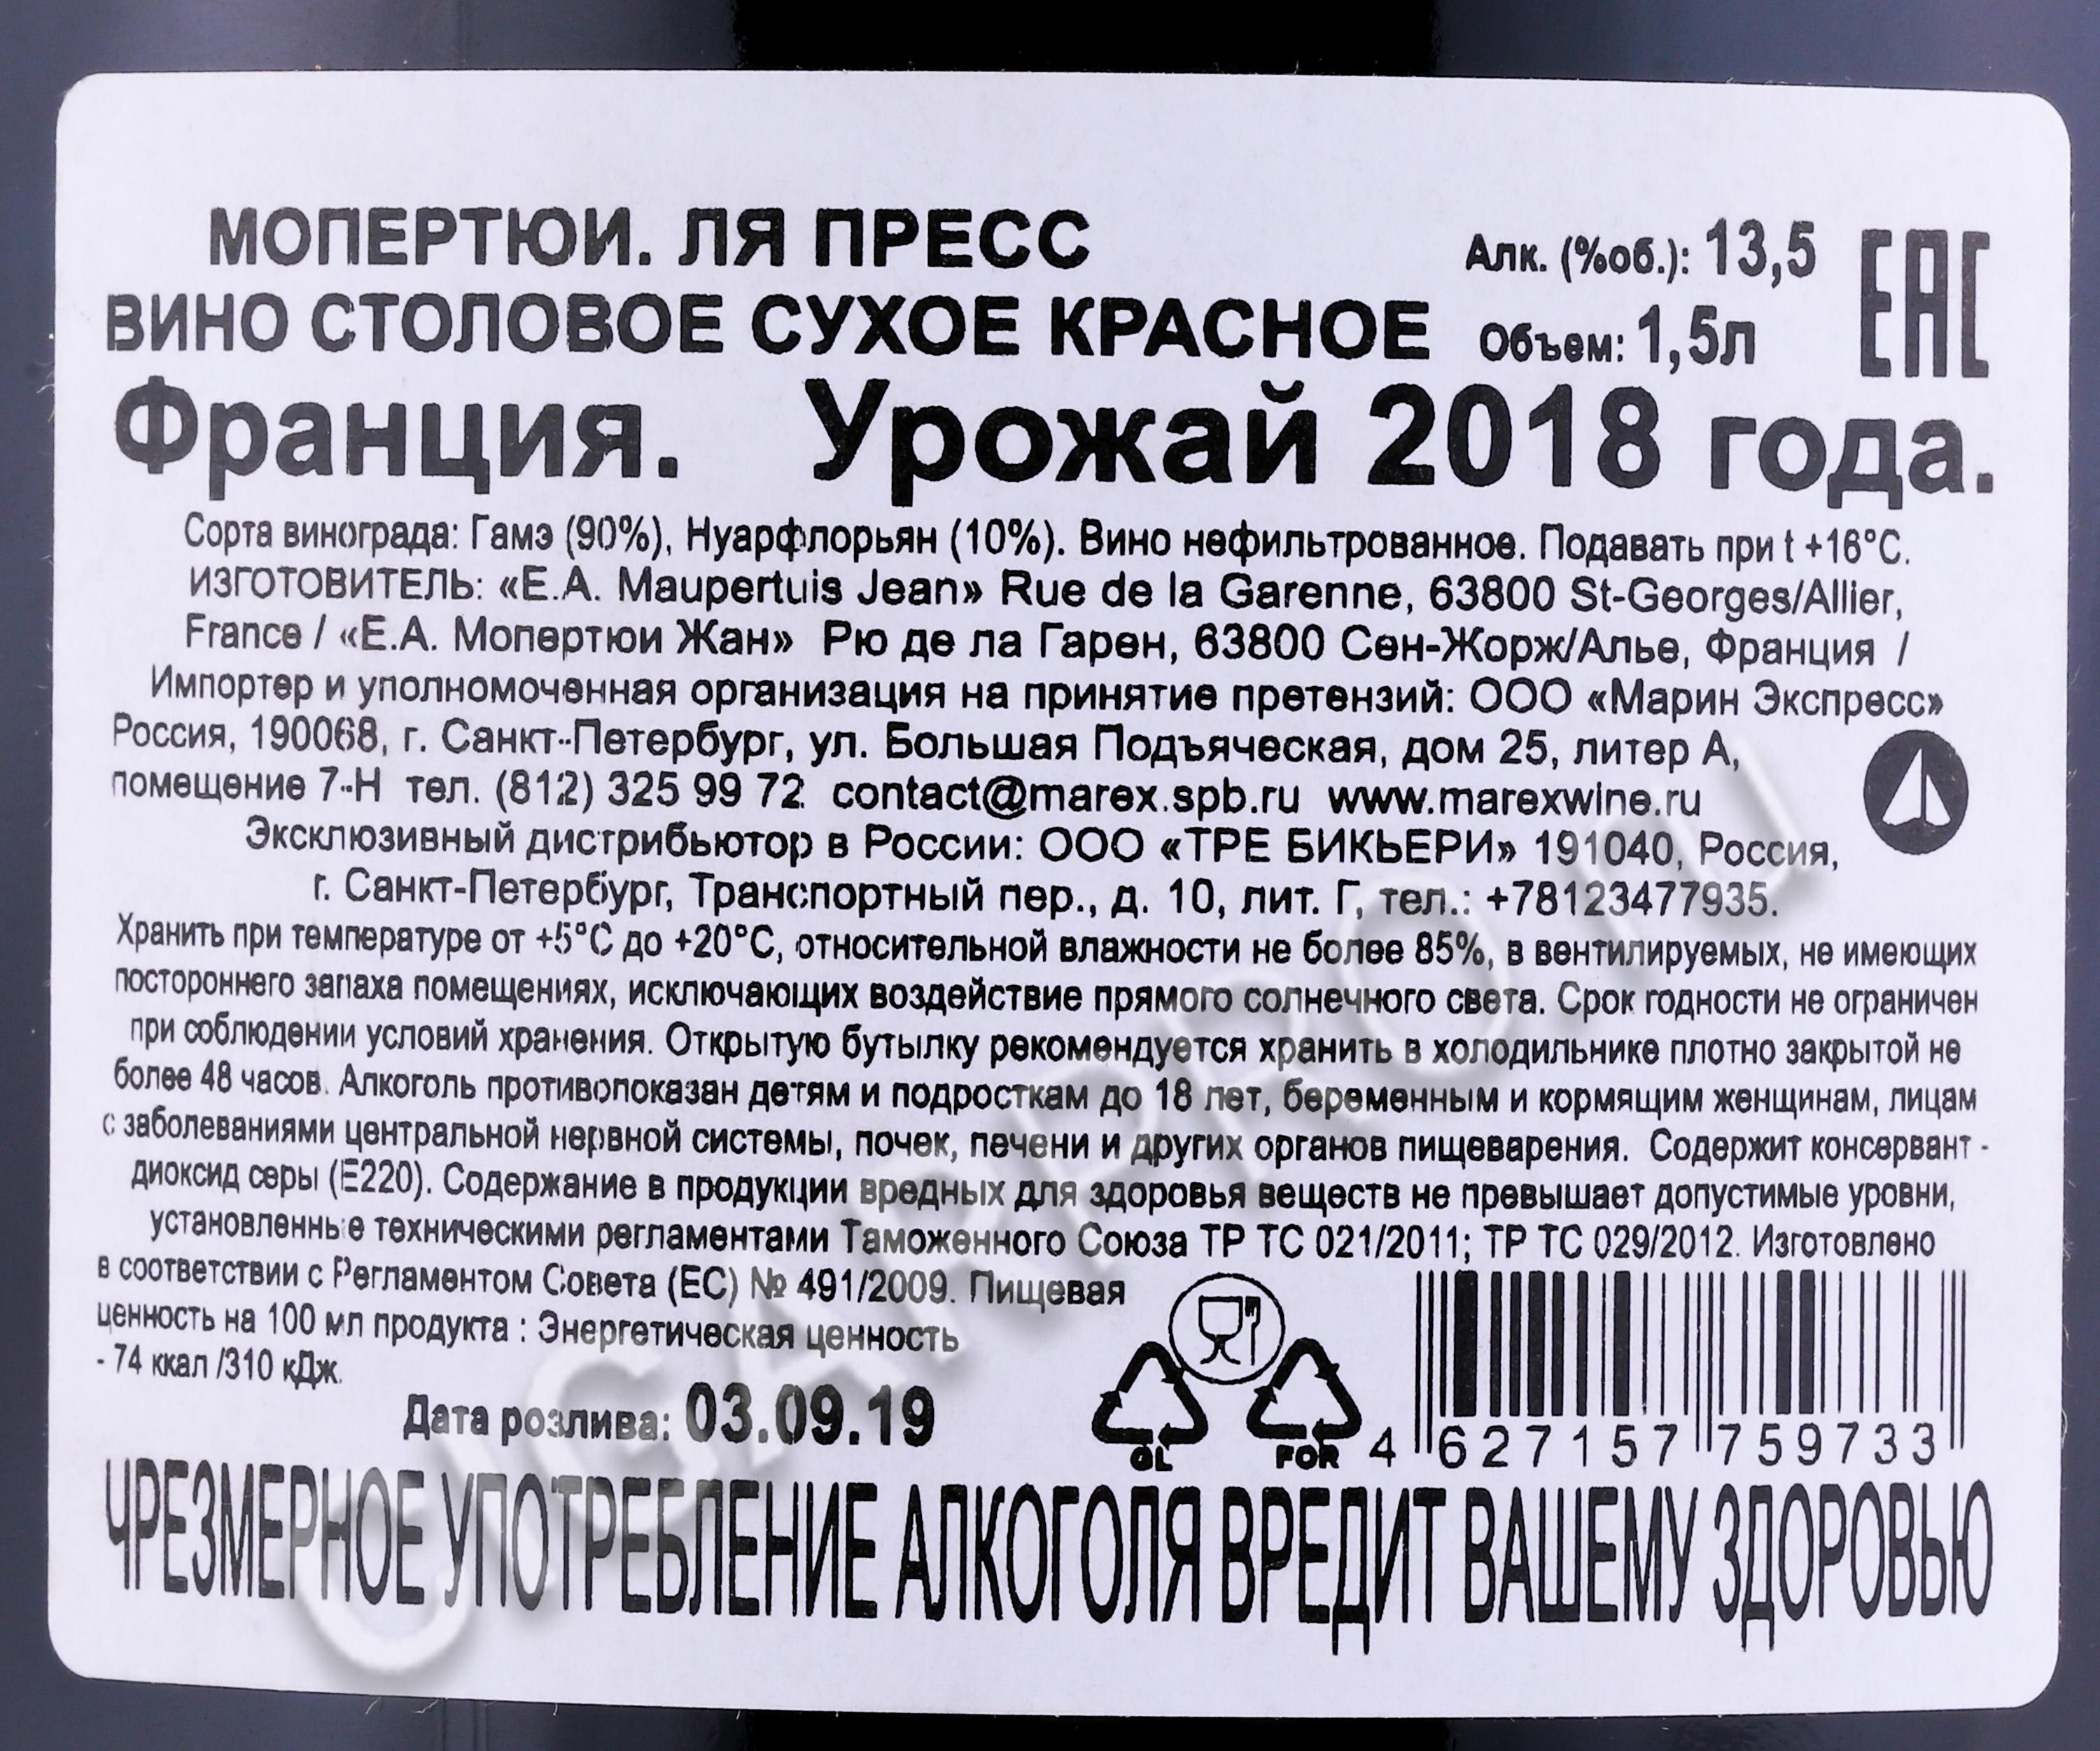 МОПЕРТЮИ. ЛЯ ПРЕСС
Алк. (%об.): 13,5
EAC
ВИНО СТОЛОВОЕ СУХОЕ КРАСНОЕ
Объем: 1,5л
Франция. Урожай 2018 года.
Сорта винограда: Гамэ (90%), Нуарфлорьян (10%). Вино нефильтрованное. Подавать при t +16°C.
ИЗГОТОВИТЕЛЬ: «E.A. Maupertuis Jean» Rue de la Garenne, 63800 St-Georges/Allier,
France / «Е.А. Мопертюи Жан» Рю де ла Гарен, 63800 Сен-Жорж/Алье, Франция /
Импортер и уполномоченная организация на принятие претензий: ООО «Марин Экспресс»
Россия, 190068, г. Санкт-Петербург, ул. Большая Подъяческая, дом 25, литер А,
помещение 7-Н тел. (812) 325 99 72 contact@marex.spb.ru www.marexwine.ru
Эксклюзивный дистрибьютор в России: ООО «ТРЕ БИКЬЕРИ» 191040, Россия,
г. Санкт-Петербург, Транспортный пер., д. 10, лит. Г, тел.: +78123477935.
Хранить при температуре от +5°C до +20°C, относительной влажности не более 85%, в вентилируемых, не имеющих
постороннего запаха помещениях, исключающих воздействие прямого солнечного света. Срок годности не ограничен
при соблюдении условий хранения. Открытую бутылку рекомендуется хранить в холодильнике плотно закрытой не
более 48 часов. Алкоголь противопоказан детям и подросткам до 18 лет, беременным и кормящим женщинам, лицам
с заболеваниями центральной нервной системы, почек, печени и других органов пищеварения. Содержит консервант -
диоксид серы (Е220). Содержание в продукции вредных для здоровья веществ не превышает допустимые уровни,
установленные техническими регламентами Таможенного Союза ТР ТС 021/2011; ТР ТС 029/2012. Изготовлено
в соответствии с Регламентом Совета (ЕС) № 491/2009. Пищевая
ценность на 100 мл продукта : Энергетическая ценность
- 74 ккал /310 кДж.
Дата розлива: 03.09.19
GL
FOR
4 627157 759733
ЧРЕЗМЕРНОЕ УПОТРЕБЛЕНИЕ АЛКОГОЛЯ ВРЕДИТ ВАШЕМУ ЗДОРОВЬЮ
CIGARPRO.ru